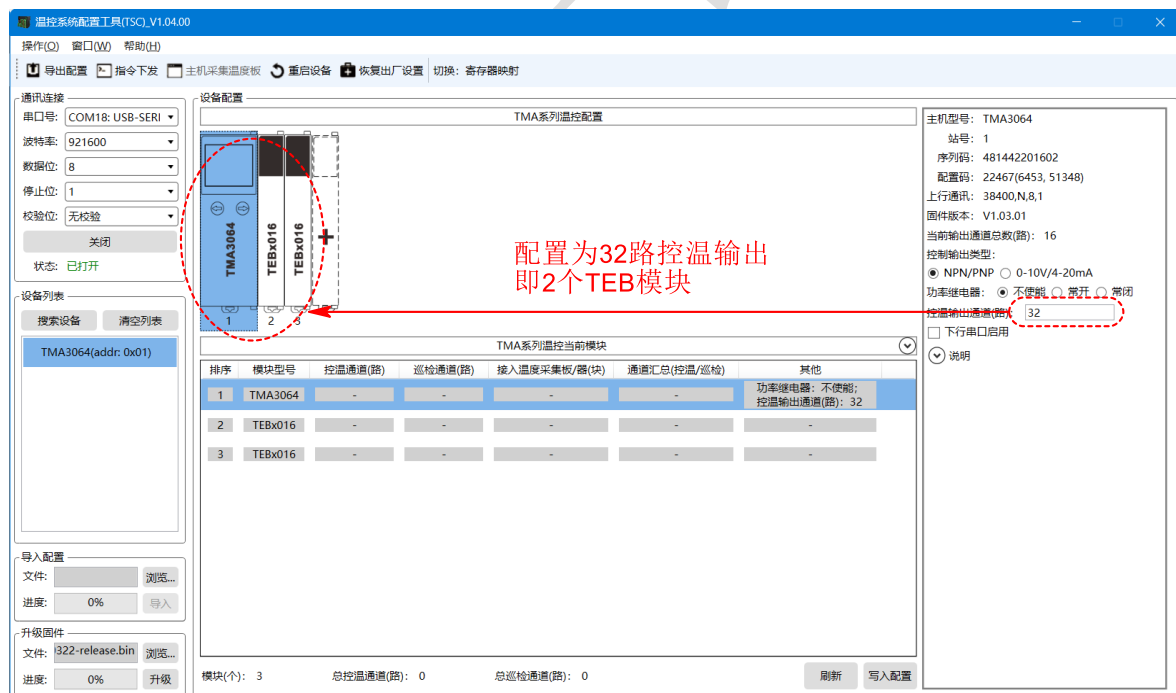 温控系统配置工具(TSC)_V1.04.00
操作(O) 窗口(W) 帮助(H)
导出配置 指令下发 主机采集温度板 重启设备 恢复出厂设置 切换：寄存器映射
通讯连接
串口号: COM18: USB-SERI
波特率: 921600
数据位: 8
停止位: 1
校验位: 无校验
关闭
状态: 已打开
设备列表
搜索设备 清空列表
TMA3064(addr: 0x01)
导入配置
文件: 浏览...
进度: 0% 导入
升级固件
文件: 322-release.bin 浏览...
进度: 0% 升级
设备配置
TMA系列温控配置
TMA3064
TEBx016
TEBx016
1 2 3
配置为32路控温输出
即2个TEB模块
TMA系列温控当前模块
排序 模块型号 控温通道(路) 巡检通道(路) 接入温度采集板/器(块) 通道汇总(控温/巡检) 其他
1 TMA3064 - - - - 功率继电器：不使能;
控温输出通道(路)：32
2 TEBx016 - - - - -
3 TEBx016 - - - - -
模块(个): 3 总控温通道(路): 0 总巡检通道(路): 0 刷新 写入配置
主机型号: TMA3064
站号: 1
序列码: 481442201602
配置码: 22467(6453, 51348)
上行通讯: 38400,N,8,1
固件版本: V1.03.01
当前输出通道总数(路): 16
控制输出类型:
NPN/PNP 0-10V/4-20mA
功率继电器: 不使能 常开 常闭
控温输出通道(路): 32
下行串口启用
说明